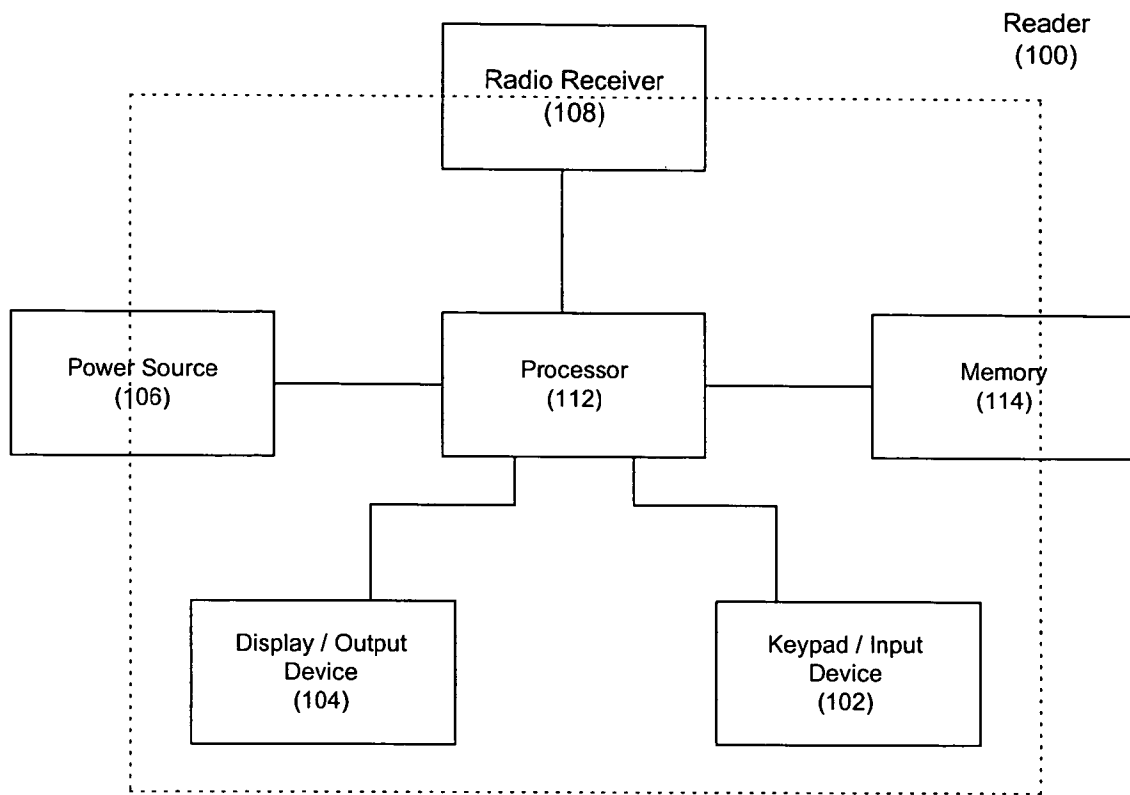 Reader
(100)
Radio Receiver
(108)
Power Source
(106)
Processor
(112)
Memory
(114)
Display / Output
Device
(104)
Keypad / Input
Device
(102)